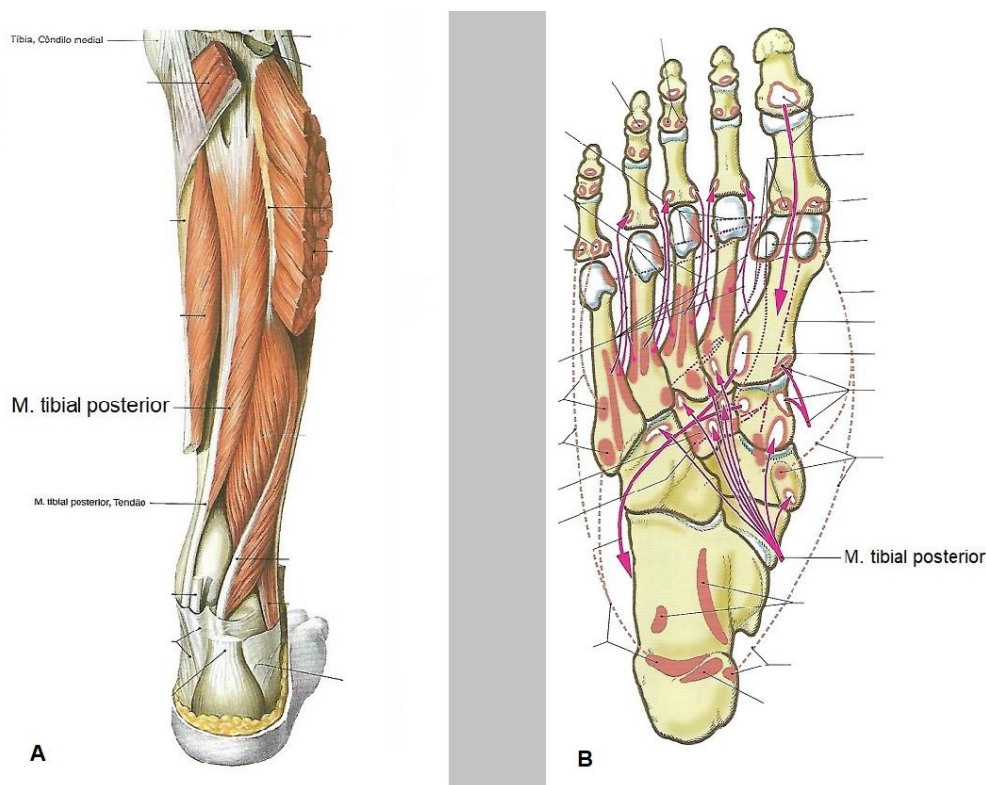 Tíbia, Côndilo medial
M. tibial posterior
M. tibial posterior, Tendão
A
M. tibial posterior
B